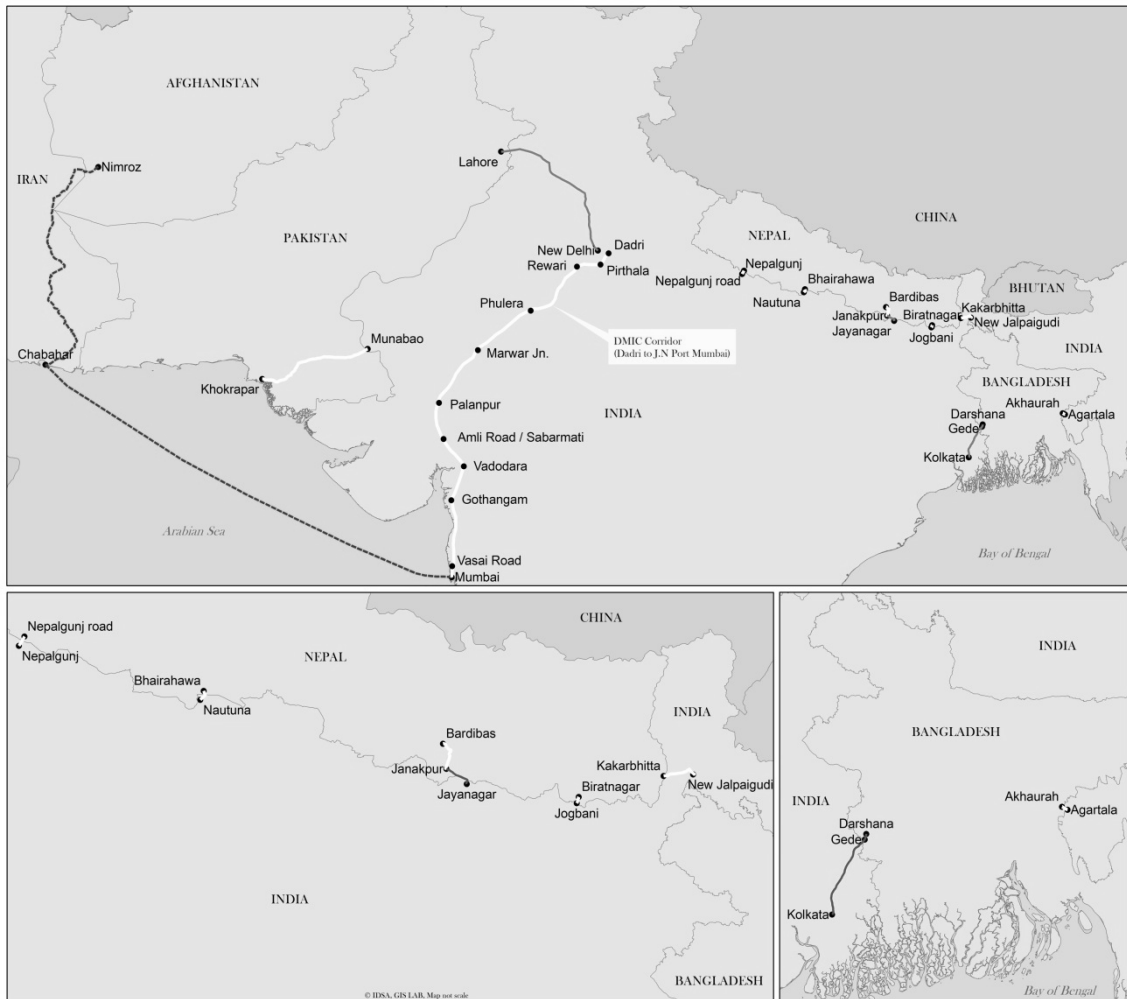 AFGHANISTAN
Nimroz
Lahore
IRAN
CHINA
PAKISTAN
NEPAL
New Delhi
Dadri
Rewari
Pirthala
Nepalgunj
Nepalgunj road
Bhairahawa
Nautuna
BHUTAN
Phulera
Bardibas
Kakarbhitta
Janakpur
Biratnagar
New Jalpaigudi
Jayanagar
Jogbani
Munabao
DMIC Corridor
(Dadri to J.N Port Mumbai)
Marwar Jn.
INDIA
Chabahar
Khokrapar
BANGLADESH
Palanpur
INDIA
Akhaurah
Agartala
Darshana
Gede
Amli Road / Sabarmati
Kolkata
Vadodara
Gothangam
Arabian Sea
Bay of Bengal
Vasai Road
Mumbai
Nepalgunj road
Nepalgunj
NEPAL
CHINA
Bhairahawa
Nautuna
INDIA
Bardibas
Janakpur
Jayanagar
Kakarbhitta
New Jalpaigudi
Biratnagar
Jogbani
INDIA
BANGLADESH
© IDSA, GIS LAB, Map not scale
INDIA
BANGLADESH
INDIA
Akhaurah
Agartala
Darshana
Gede
Kolkata
Bay of Bengal